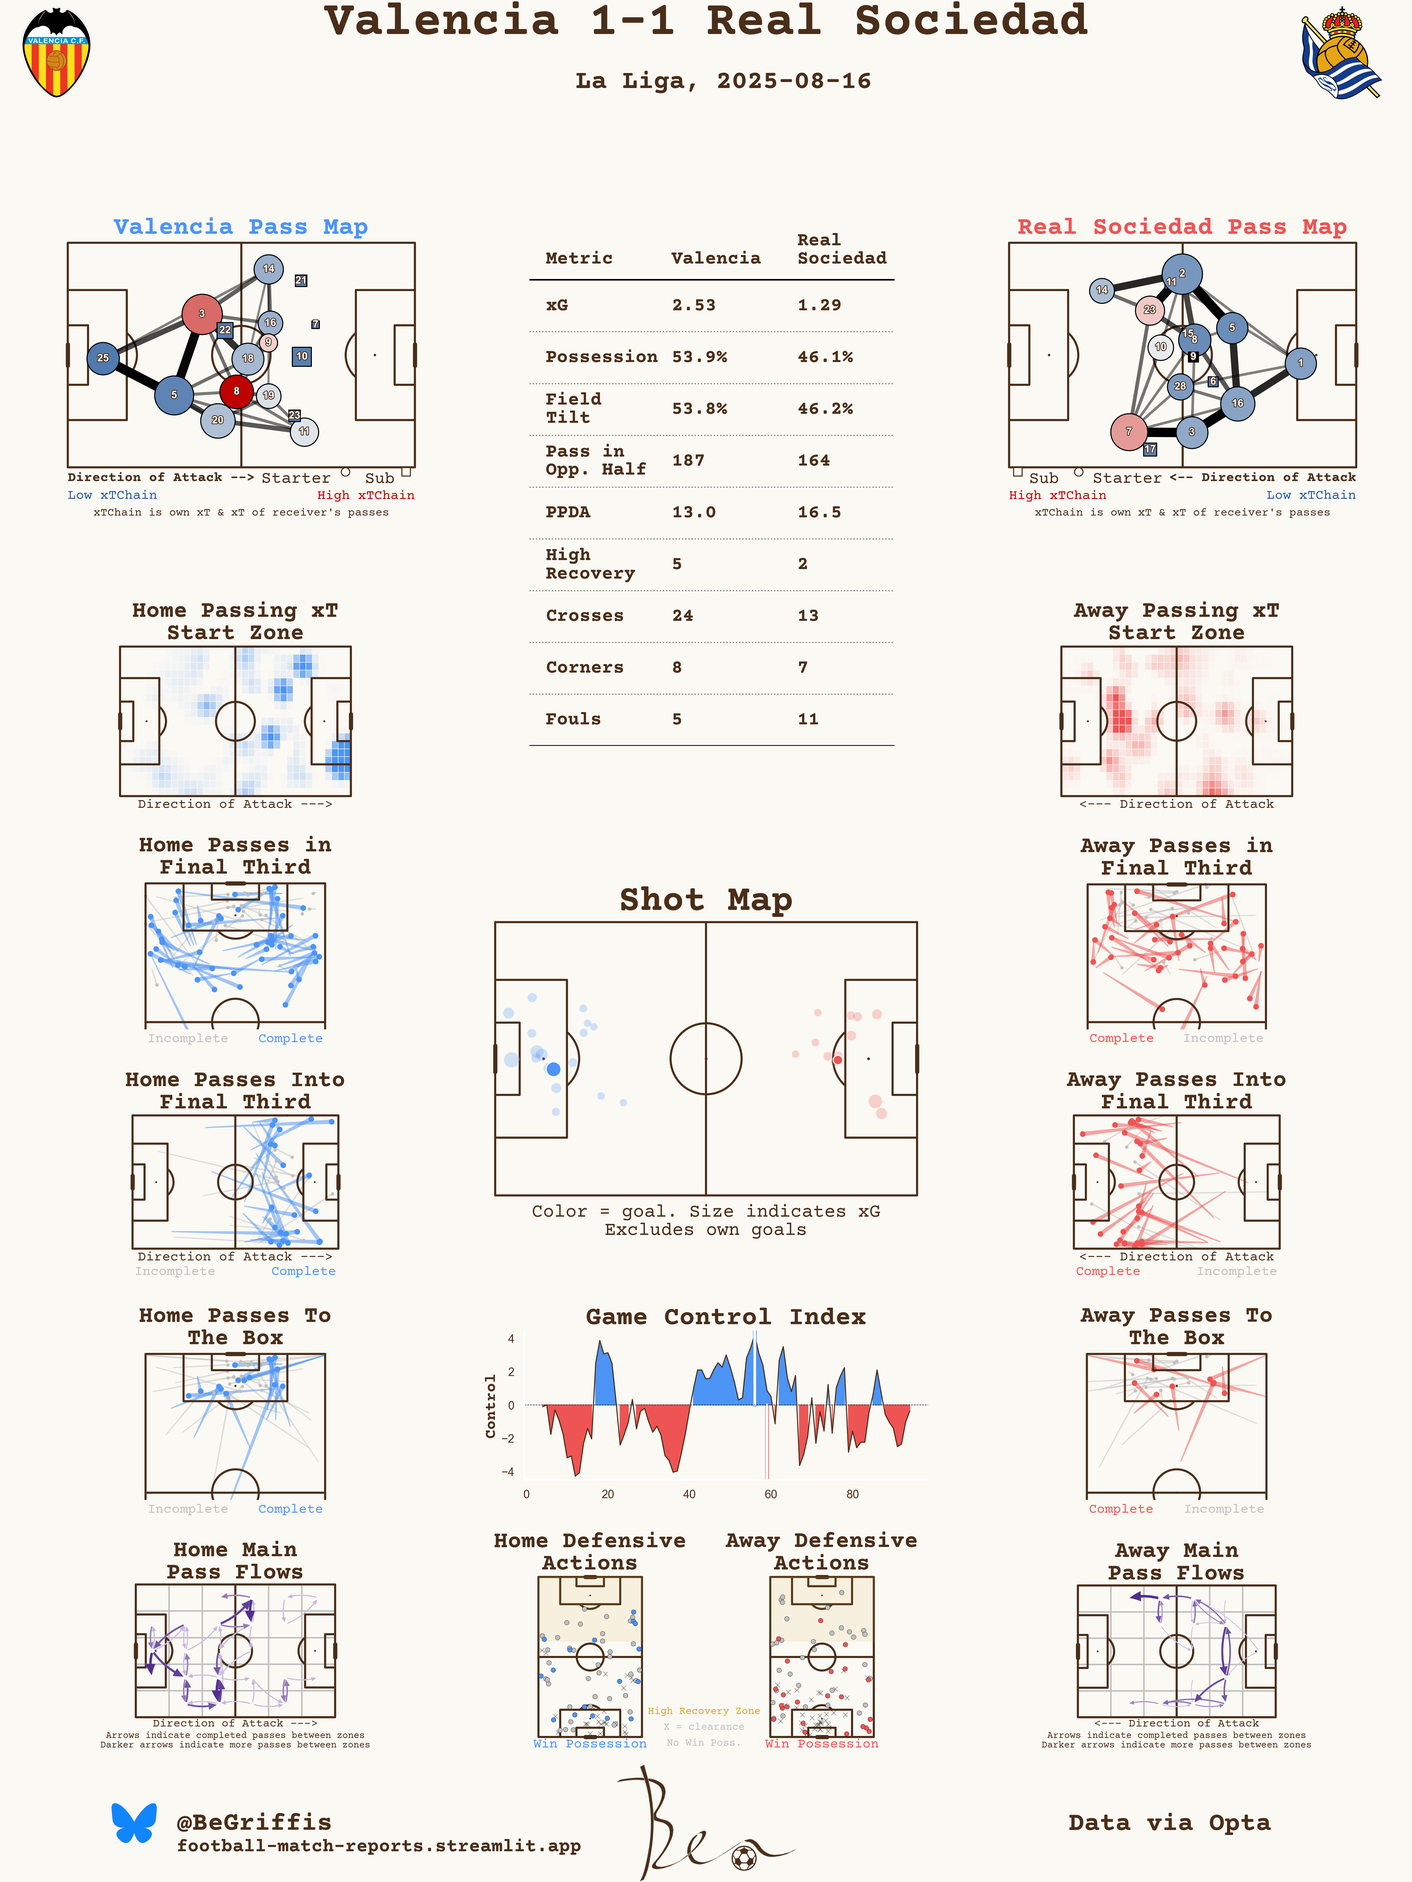 Valencia 1-1 Real Sociedad
La Liga, 2025-08-16
VALENCIA C.F.
Valencia Pass Map
14
21
3
22
16
7
9
25
18
10
5
8
19
20
23
11
Direction of Attack --> Starter Sub
Low xTChain High xTChain
xTChain is own xT & xT of receiver's passes
Metric Valencia Real Sociedad
xG 2.53 1.29
Possession 53.9% 46.1%
Field Tilt 53.8% 46.2%
Pass in Opp. Half 187 164
PPDA 13.0 16.5
High Recovery 5 2
Crosses 24 13
Corners 8 7
Fouls 5 11
Real Sociedad Pass Map
2
11
14
23
5
15
8
10
9
1
6
28
16
7
3
17
Sub Starter <-- Direction of Attack
High xTChain Low xTChain
xTChain is own xT & xT of receiver's passes
Home Passing xT
Start Zone
Direction of Attack --->
Away Passing xT
Start Zone
<--- Direction of Attack
Home Passes in
Final Third
Incomplete Complete
Away Passes in
Final Third
Complete Incomplete
Shot Map
Color = goal. Size indicates xG
Excludes own goals
Home Passes Into
Final Third
Direction of Attack --->
Incomplete Complete
Away Passes Into
Final Third
<--- Direction of Attack
Complete Incomplete
Home Passes To
The Box
Incomplete Complete
Game Control Index
Control
4
2
0
−2
−4
0 20 40 60 80
Away Passes To
The Box
Complete Incomplete
Home Main
Pass Flows
Direction of Attack --->
Arrows indicate completed passes between zones
Darker arrows indicate more passes between zones
Home Defensive
Actions
Win Possession
Away Defensive
Actions
Win Possession
High Recovery Zone
X = clearance
No Win Poss.
Away Main
Pass Flows
<--- Direction of Attack
Arrows indicate completed passes between zones
Darker arrows indicate more passes between zones
@BeGriffis
football-match-reports.streamlit.app
Ben
Data via Opta